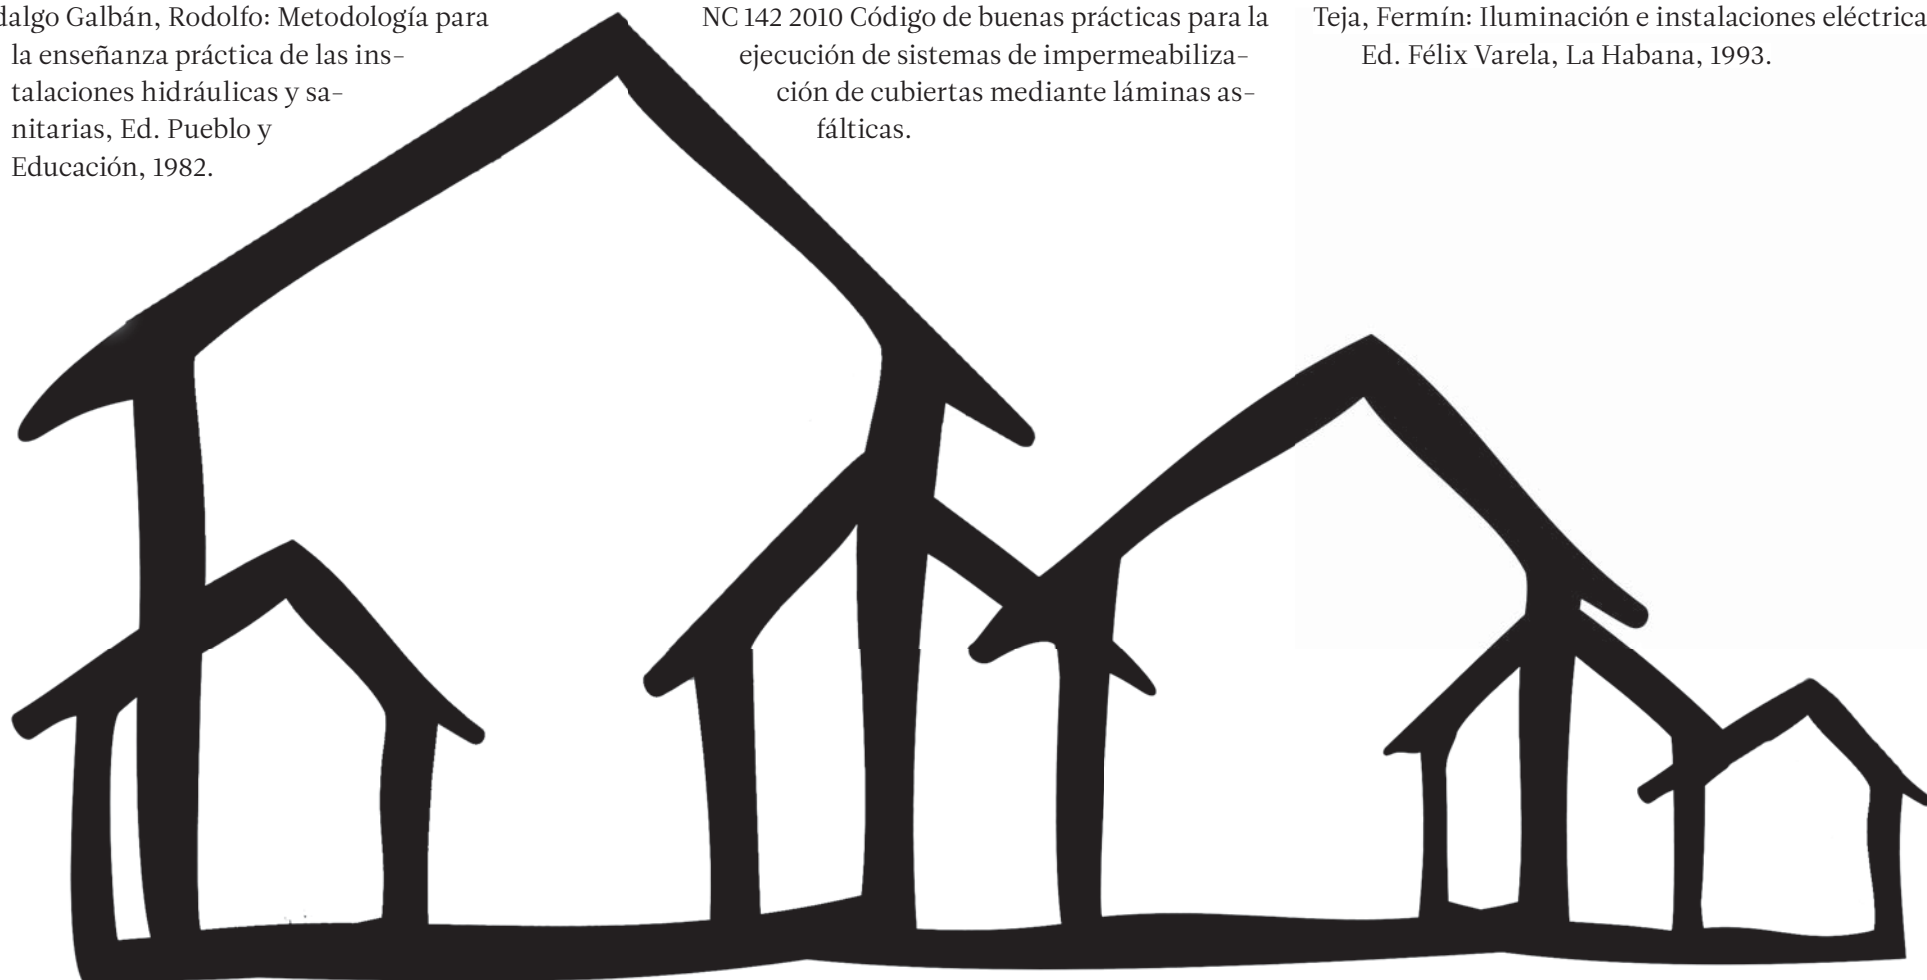 dalgo Galbán, Rodolfo: Metodología para
la enseñanza práctica de las ins-
talaciones hidráulicas y sa-
nitarias, Ed. Pueblo y
Educación, 1982.
NC 142 2010 Código de buenas prácticas para la
ejecución de sistemas de impermeabiliza-
ción de cubiertas mediante láminas as-
fálticas.
Teja, Fermín: Iluminación e instalaciones eléctrica
Ed. Félix Varela, La Habana, 1993.